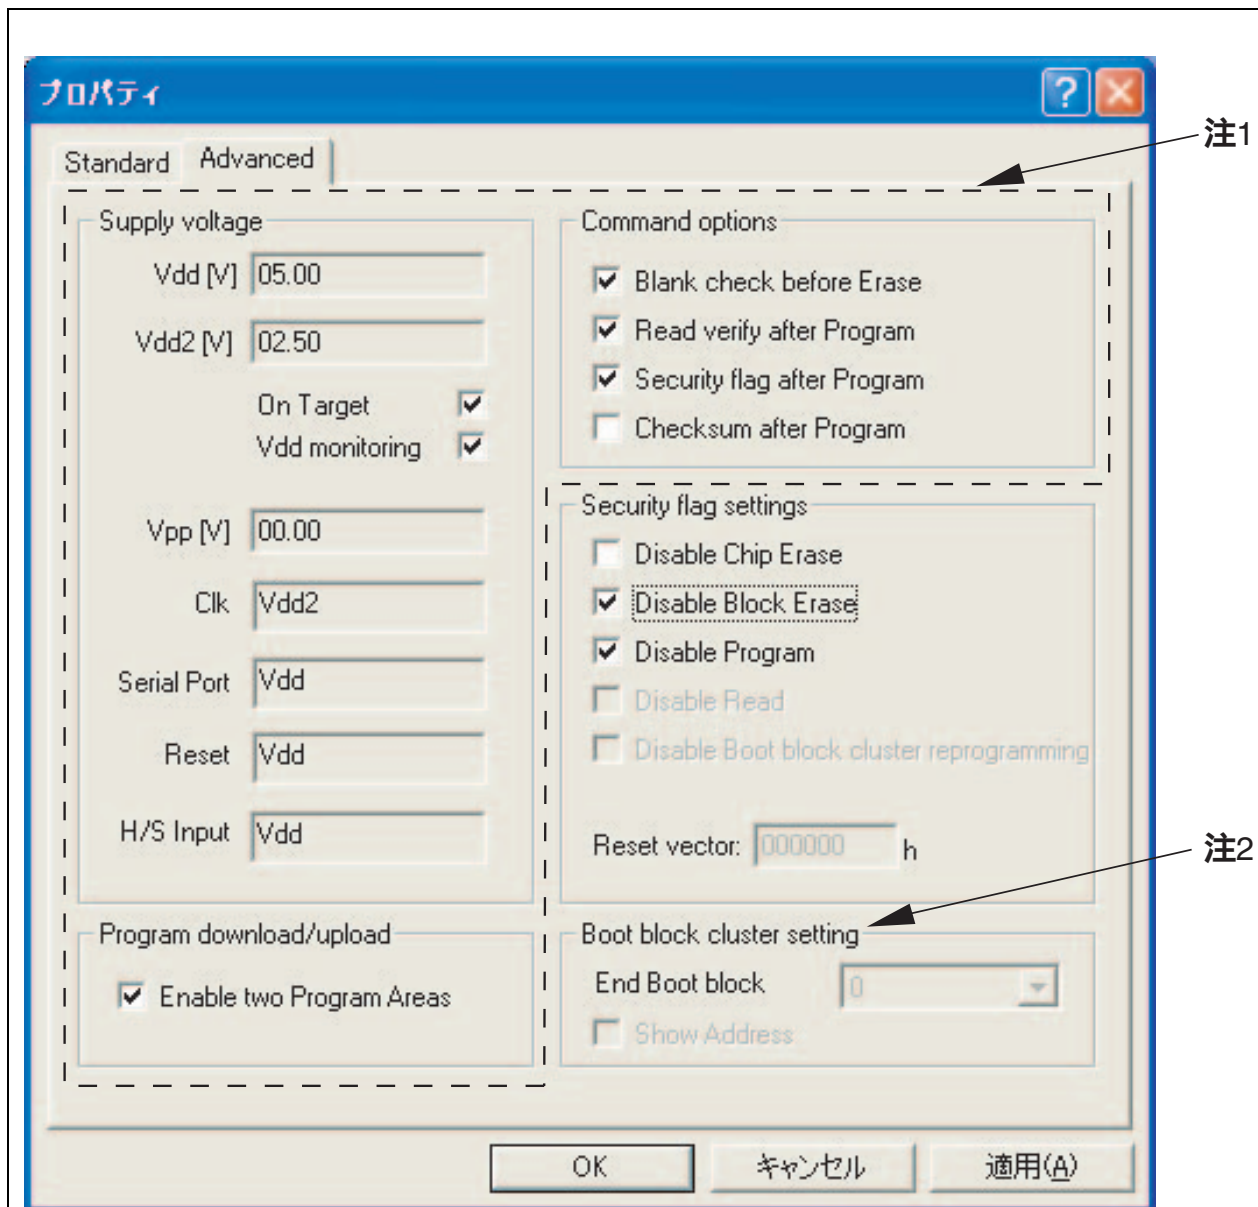 プロパティ
注1
Standard
Advanced
Supply voltage
Vdd [V] 05.00
Vdd2 [V] 02.50
On Target
Vdd monitoring
Vpp [V] 00.00
Clk Vdd2
Serial Port Vdd
Reset Vdd
H/S Input Vdd
Program download/upload
Enable two Program Areas
Command options
Blank check before Erase
Read verify after Program
Security flag after Program
Checksum after Program
Security flag settings
Disable Chip Erase
Disable Block Erase
Disable Program
Disable Read
Disable Boot block cluster reprogramming
Reset vector: 000000 h
注2
Boot block cluster setting
End Boot block 0
Show Address
OK
キャンセル
適用(A)